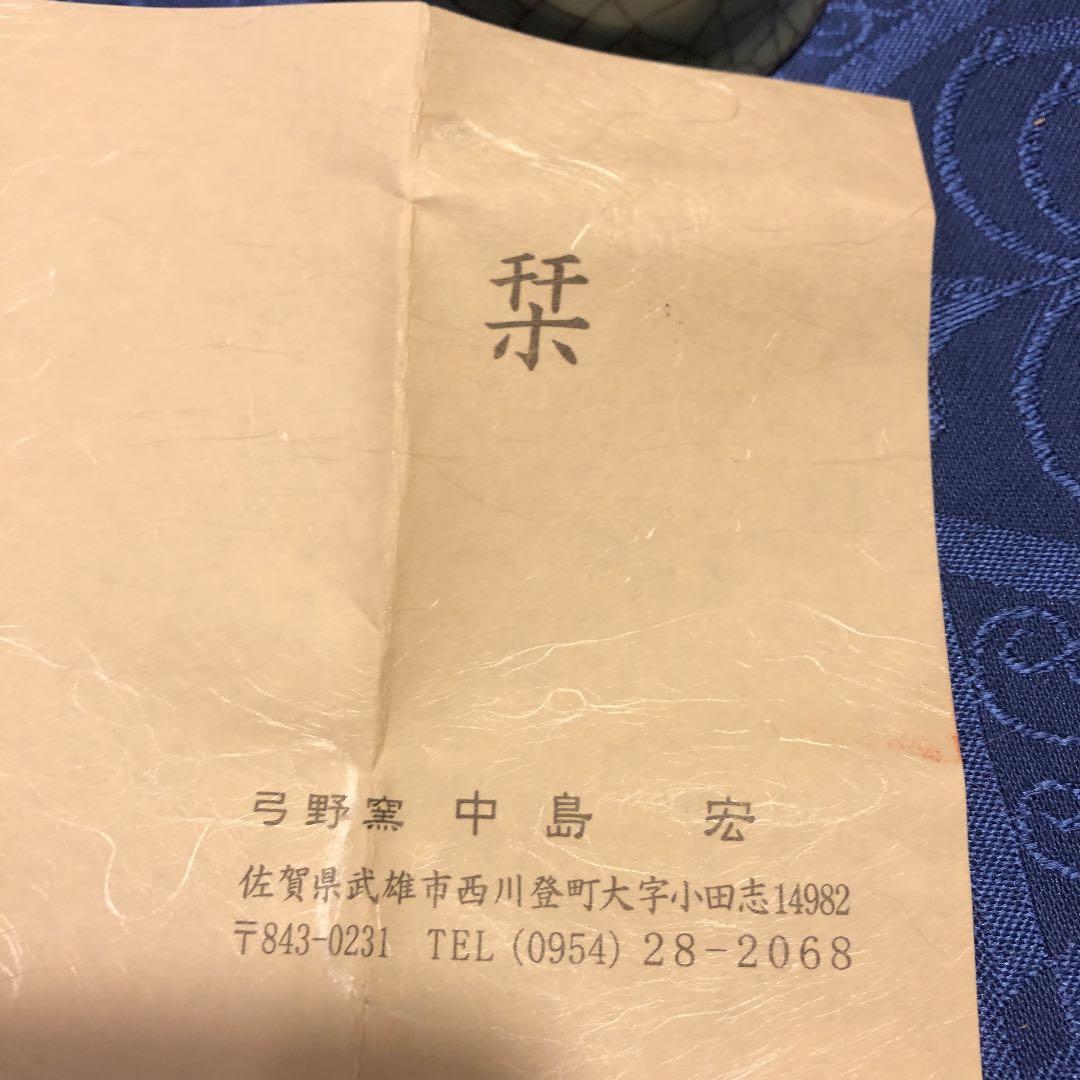 栞
弓野窯 中島 宏
佐賀県武雄市西川登町大字小田志14982
〒843-0231 TEL (0954) 28-2068